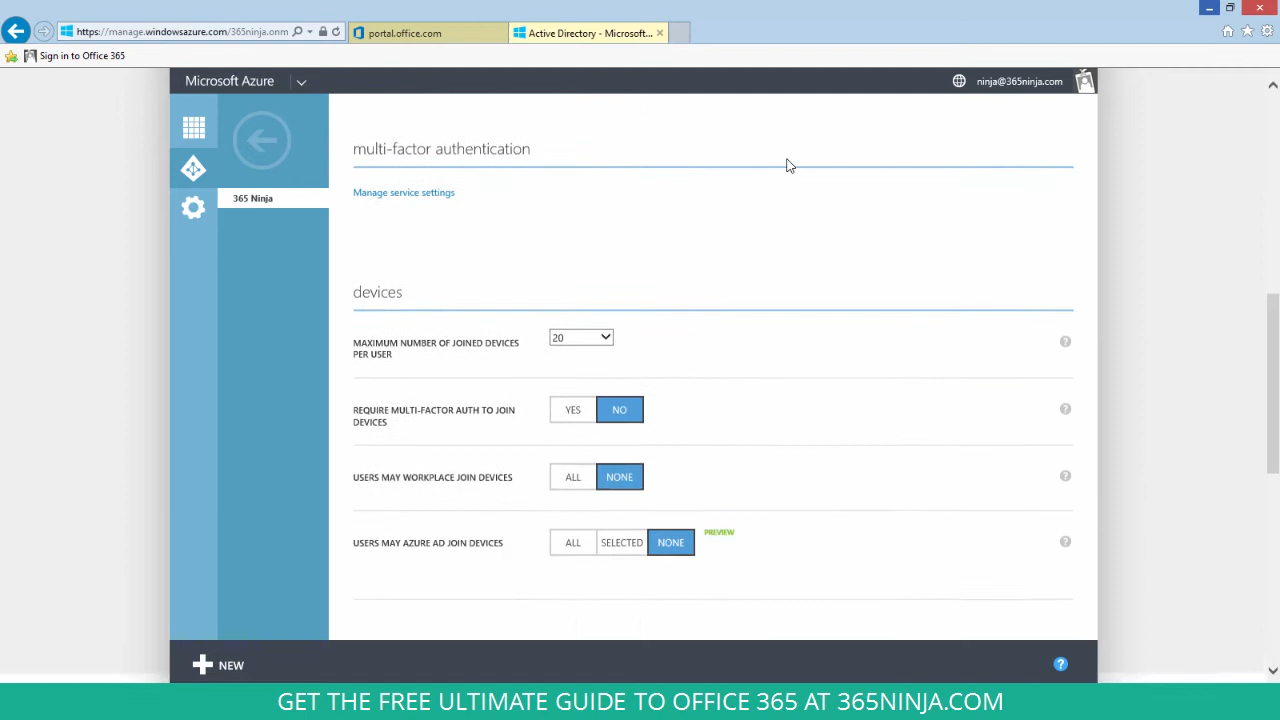 https://manage.windowsazure.com/365ninja.onm
portal.office.com
Active Directory - Microsoft...
Sign in to Office 365
Microsoft Azure
ninja@365ninja.com
365 Ninja
multi-factor authentication
Manage service settings
devices
MAXIMUM NUMBER OF JOINED DEVICES
PER USER
20
REQUIRE MULTI-FACTOR AUTH TO JOIN
DEVICES
YES
NO
USERS MAY WORKPLACE JOIN DEVICES
ALL
NONE
USERS MAY AZURE AD JOIN DEVICES
ALL
SELECTED
NONE
PREVIEW
NEW
GET THE FREE ULTIMATE GUIDE TO OFFICE 365 AT 365NINJA.COM